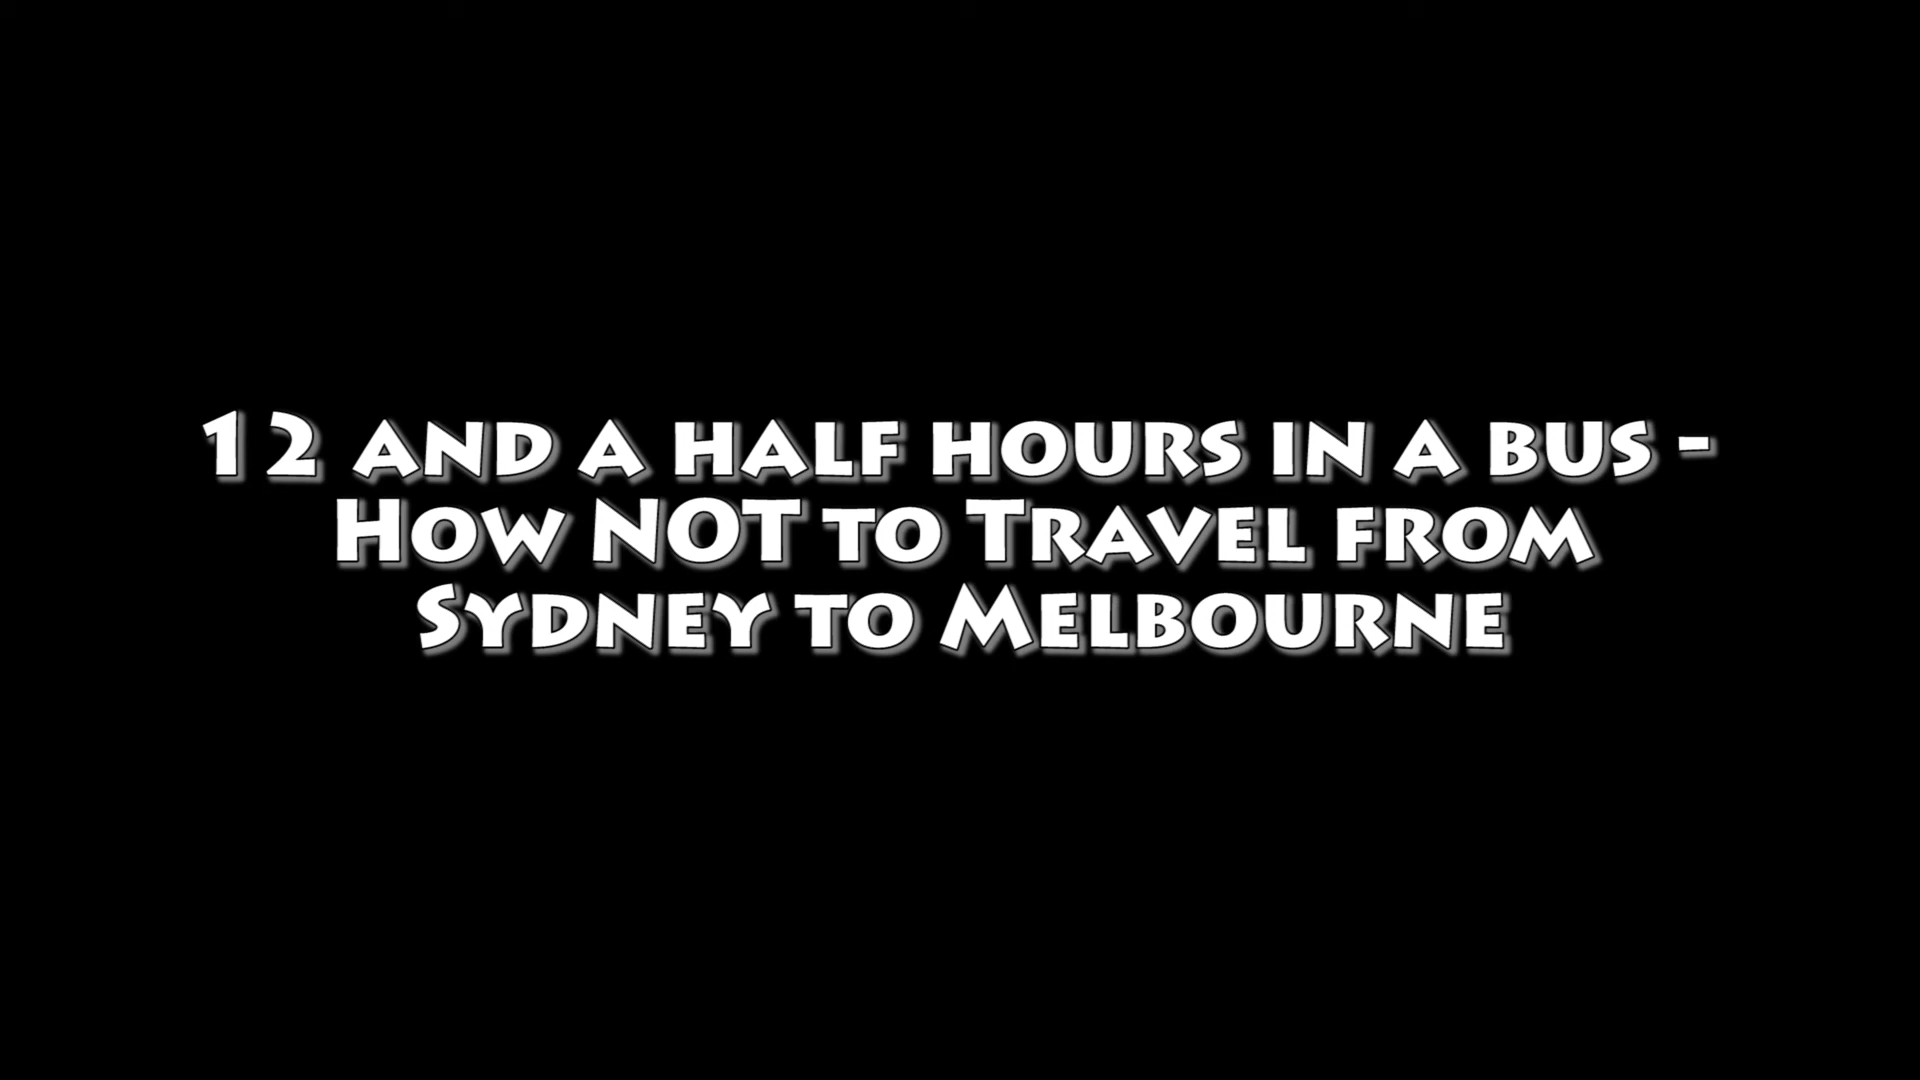 12 and a half hours in a bus -
How NOT to Travel from
Sydney to Melbourne